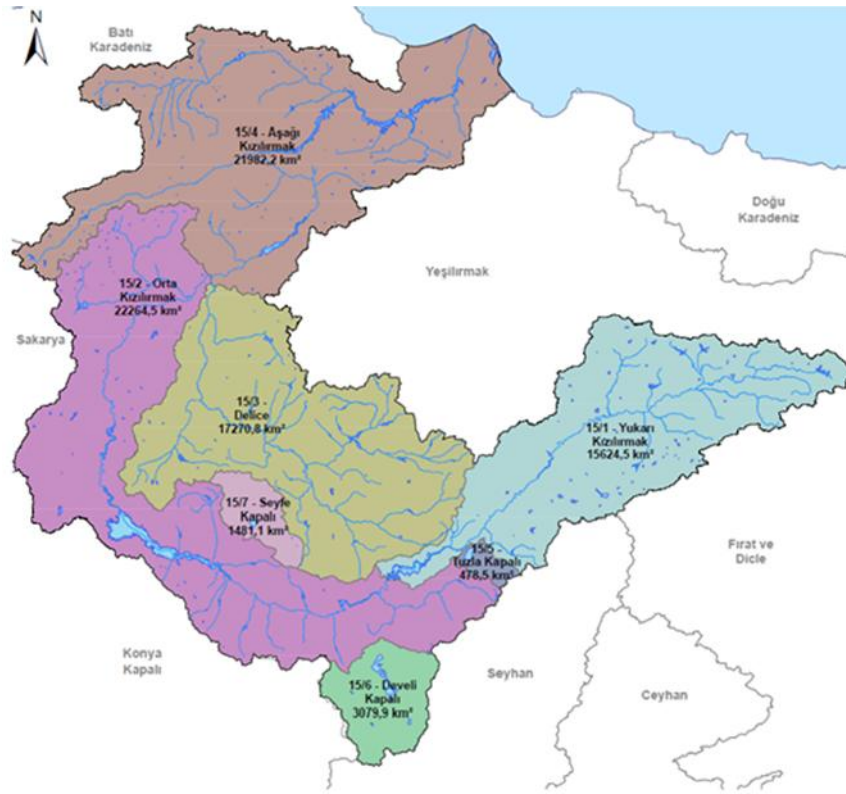 N
Batı
Karadeniz
15/4 - Aşağı
Kızılırmak
21982,2 km²
Doğu
Karadeniz
Yeşilırmak
15/2 - Orta
Kızılırmak
22264,5 km²
Sakarya
15/3
Delice
17270,8 km²
15/1 - Yukarı
Kızılırmak
15624,5 km²
15/7 - Seyfe
Kapalı
1481,1 km²
15/5 -
Tuzla Kapalı
478,5 km²
Fırat ve
Dicle
Konya
Kapalı
Seyhan
15/6 - Develi
Kapalı
3079,9 km²
Ceyhan